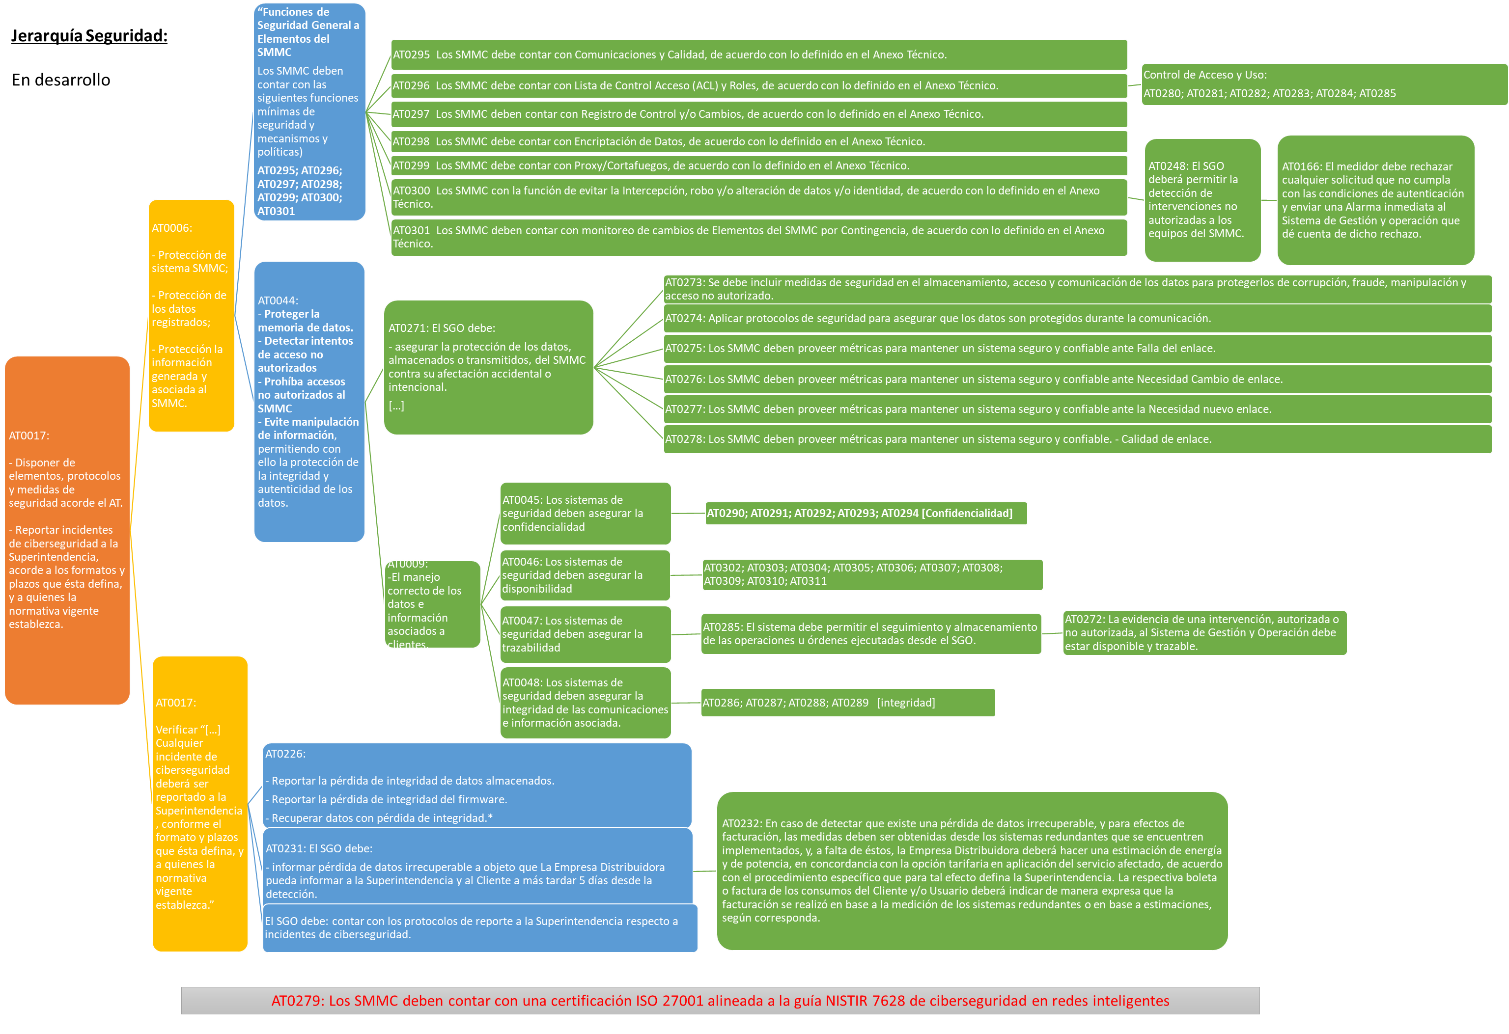 Jerarquía Seguridad:
En desarrollo
AT0017:
- Disponer de
elementos, protocolos
y medidas de
seguridad acorde el AT.
- Reportar incidentes
de ciberseguridad a la
Superintendencia,
acorde a los formatos y
plazos que ésta defina,
y a quienes la
normativa vigente
establezca.
AT0006:
- Protección de
sistema SMMC;
- Protección de
los datos
registrados;
- Protección la
información
generada y
asociada al
SMMC.
AT0017:
Verificar “[…]
Cualquier
incidente de
ciberseguridad
deberá ser
reportado a la
Superintendencia
, conforme el
formato y plazos
que ésta defina, y
a quienes la
normativa
vigente
establezca.”
“Funciones de
Seguridad General a
Elementos del
SMMC
Los SMMC deben
contar con las
siguientes funciones
mínimas de
seguridad y
mecanismos y
políticas)
AT0295; AT0296;
AT0297; AT0298;
AT0299; AT0300;
AT0301
AT0295 Los SMMC debe contar con Comunicaciones y Calidad, de acuerdo con lo definido en el Anexo Técnico.
AT0296 Los SMMC debe contar con Lista de Control Acceso (ACL) y Roles, de acuerdo con lo definido en el Anexo Técnico.
AT0297 Los SMMC deben contar con Registro de Control y/o Cambios, de acuerdo con lo definido en el Anexo Técnico.
AT0298 Los SMMC debe contar con Encriptación de Datos, de acuerdo con lo definido en el Anexo Técnico.
AT0299 Los SMMC debe contar con Proxy/Cortafuegos, de acuerdo con lo definido en el Anexo Técnico.
AT0300 Los SMMC con la función de evitar la Intercepción, robo y/o alteración de datos y/o identidad, de acuerdo con lo definido en el Anexo
Técnico.
AT0301 Los SMMC deben contar con monitoreo de cambios de Elementos del SMMC por Contingencia, de acuerdo con lo definido en el Anexo
Técnico.
Control de Acceso y Uso:
AT0280; AT0281; AT0282; AT0283; AT0284; AT0285
AT0248: El SGO
deberá permitir la
detección de
intervenciones no
autorizadas a los
equipos del SMMC.
AT0166: El medidor debe rechazar
cualquier solicitud que no cumpla
con las condiciones de autenticación
y enviar una Alarma inmediata al
Sistema de Gestión y operación que
dé cuenta de dicho rechazo.
AT0044:
- Proteger la
memoria de datos.
- Detectar intentos
de acceso no
autorizados
- Prohíba accesos
no autorizados al
SMMC
- Evite manipulación
de información,
permitiendo con
ello la protección de
la integridad y
autenticidad de los
datos.
AT0271: El SGO debe:
- asegurar la protección de los datos,
almacenados o transmitidos, del SMMC
contra su afectación accidental o
intencional.
[…]
AT0273: Se debe incluir medidas de seguridad en el almacenamiento, acceso y comunicación de los datos para protegerlos de corrupción, fraude, manipulación y
acceso no autorizado.
AT0274: Aplicar protocolos de seguridad para asegurar que los datos son protegidos durante la comunicación.
AT0275: Los SMMC deben proveer métricas para mantener un sistema seguro y confiable ante Falla del enlace.
AT0276: Los SMMC deben proveer métricas para mantener un sistema seguro y confiable ante Necesidad Cambio de enlace.
AT0277: Los SMMC deben proveer métricas para mantener un sistema seguro y confiable ante la Necesidad nuevo enlace.
AT0278: Los SMMC deben proveer métricas para mantener un sistema seguro y confiable. - Calidad de enlace.
AT0009:
-El manejo
correcto de los
datos e
información
asociados a
clientes.
AT0045: Los sistemas de
seguridad deben asegurar la
confidencialidad
AT0290; AT0291; AT0292; AT0293; AT0294 [Confidencialidad]
AT0046: Los sistemas de
seguridad deben asegurar la
disponibilidad
AT0302; AT0303; AT0304; AT0305; AT0306; AT0307; AT0308;
AT0309; AT0310; AT0311
AT0047: Los sistemas de
seguridad deben asegurar la
trazabilidad
AT0285: El sistema debe permitir el seguimiento y almacenamiento
de las operaciones u órdenes ejecutadas desde el SGO.
AT0272: La evidencia de una intervención, autorizada o
no autorizada, al Sistema de Gestión y Operación debe
estar disponible y trazable.
AT0048: Los sistemas de
seguridad deben asegurar la
integridad de las comunicaciones
e información asociada.
AT0286; AT0287; AT0288; AT0289 [integridad]
AT0226:
- Reportar la pérdida de integridad de datos almacenados.
- Reportar la pérdida de integridad del firmware.
- Recuperar datos con pérdida de integridad.*
AT0231: El SGO debe:
- informar pérdida de datos irrecuperable a objeto que La Empresa Distribuidora
pueda informar a la Superintendencia y al Cliente a más tardar 5 días desde la
detección.
El SGO debe: contar con los protocolos de reporte a la Superintendencia respecto a
incidentes de ciberseguridad.
AT0232: En caso de detectar que existe una pérdida de datos irrecuperable, y para efectos de
facturación, las medidas deben ser obtenidas desde los sistemas redundantes que se encuentren
implementados, y, a falta de éstos, la Empresa Distribuidora deberá hacer una estimación de energía
y de potencia, en concordancia con la opción tarifaria en aplicación del servicio afectado, de acuerdo
con el procedimiento específico que para tal efecto defina la Superintendencia. La respectiva boleta
o factura de los consumos del Cliente y/o Usuario deberá indicar de manera expresa que la
facturación se realizó en base a la medición de los sistemas redundantes o en base a estimaciones,
según corresponda.
AT0279: Los SMMC deben contar con una certificación ISO 27001 alineada a la guía NISTIR 7628 de ciberseguridad en redes inteligentes